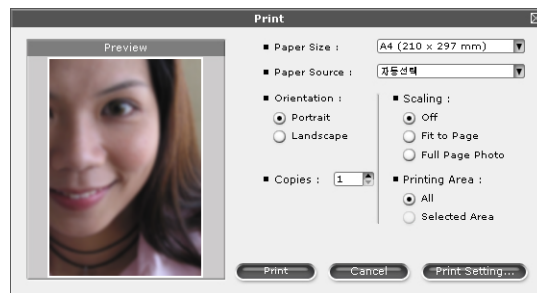 Print
Preview
Paper Size : A4 (210 x 297 mm)
Paper Source : 자동선택
Orientation :
Portrait
Landscape
Scaling :
Off
Fit to Page
Full Page Photo
Copies : 1
Printing Area :
All
Selected Area
Print Cancel Print Setting...